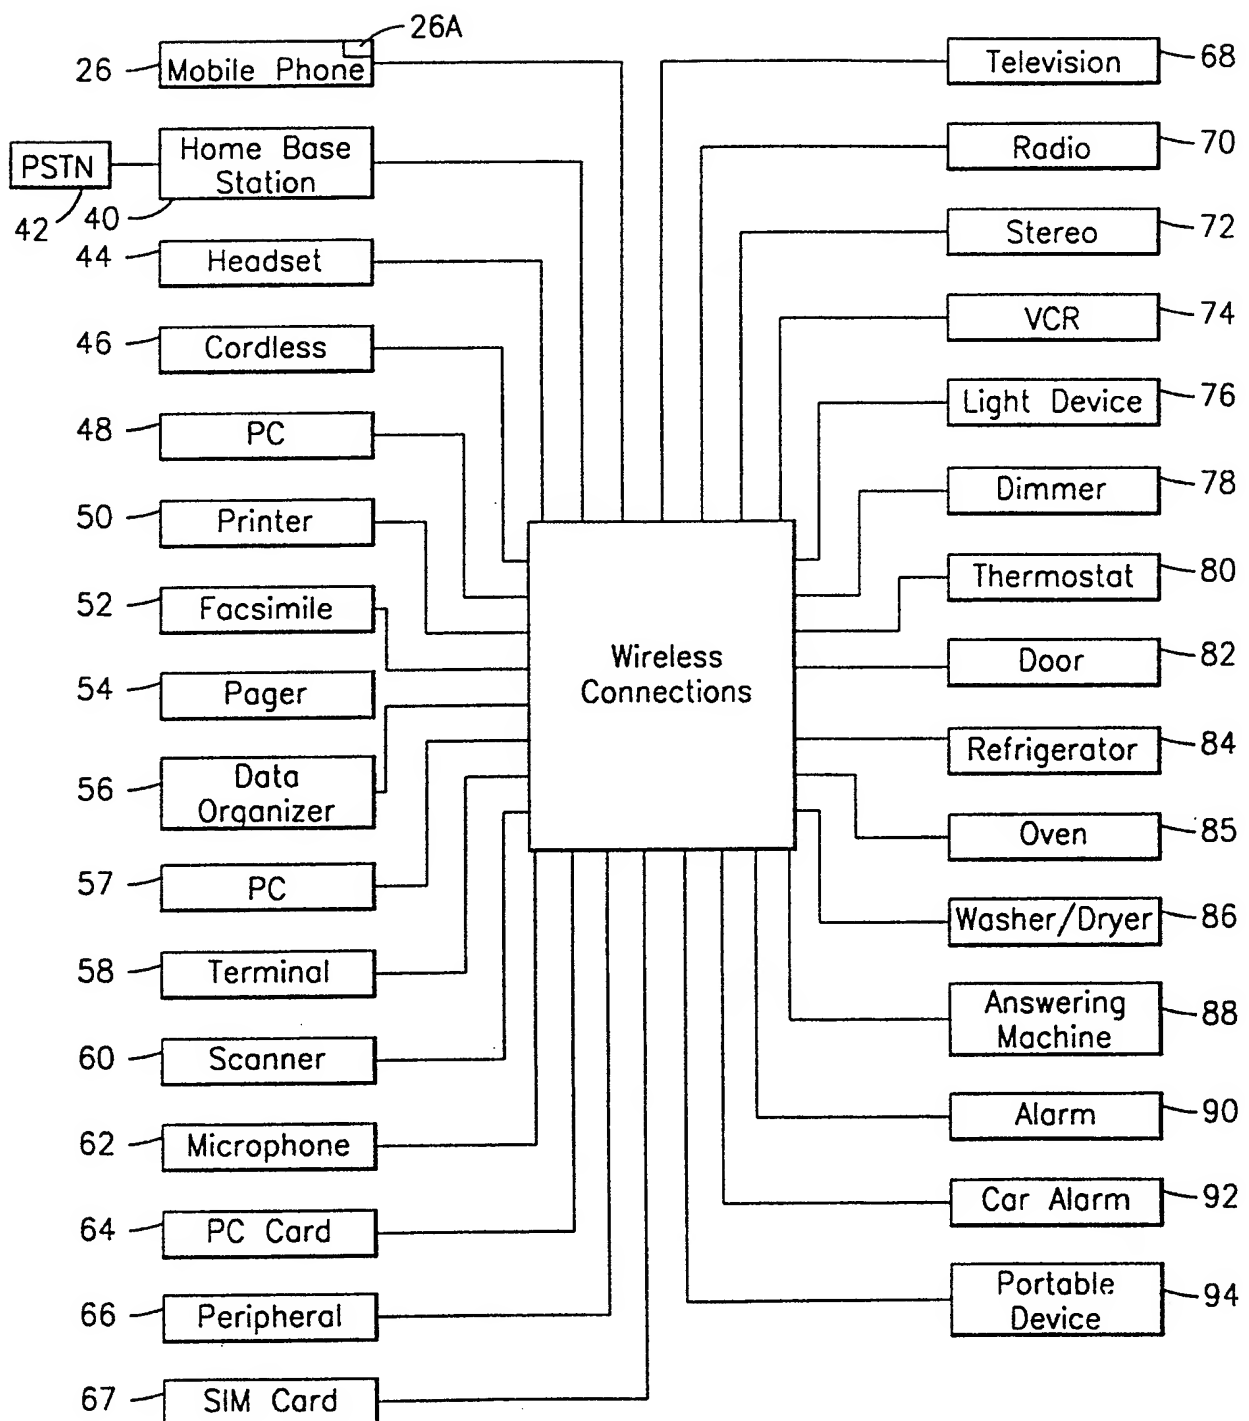 26A
26
Mobile Phone
PSTN
42
Home Base
Station
40
44
Headset
46
Cordless
48
PC
50
Printer
52
Facsimile
54
Pager
56
Data
Organizer
57
PC
58
Terminal
60
Scanner
62
Microphone
64
PC Card
66
Peripheral
67
SIM Card
Wireless
Connections
Television
68
Radio
70
Stereo
72
VCR
74
Light Device
76
Dimmer
78
Thermostat
80
Door
82
Refrigerator
84
Oven
85
Washer/Dryer
86
Answering
Machine
88
Alarm
90
Car Alarm
92
Portable
Device
94